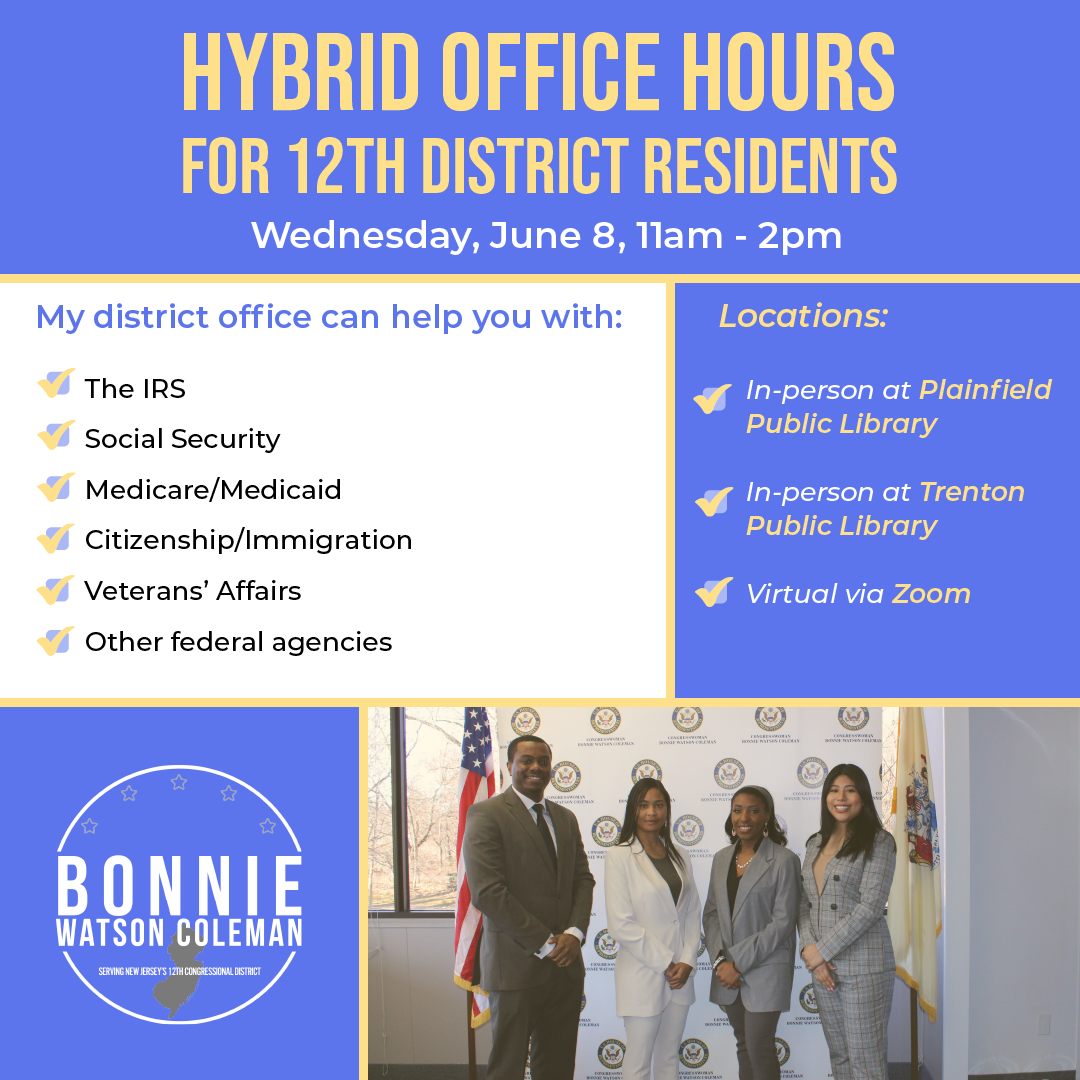 HYBRID OFFICE HOURS
FOR 12TH DISTRICT RESIDENTS
Wednesday, June 8, 11am - 2pm
My district office can help you with:
The IRS
Social Security
Medicare/Medicaid
Citizenship/Immigration
Veterans' Affairs
Other federal agencies
Locations:
In-person at Plainfield
Public Library
In-person at Trenton
Public Library
Virtual via Zoom
BONNIE
WATSON COLEMAN
SERVING NEW JERSEY'S 12TH CONGRESSIONAL DISTRICT
CONGRESSWOMAN
BONNIE WATSON COLEMAN